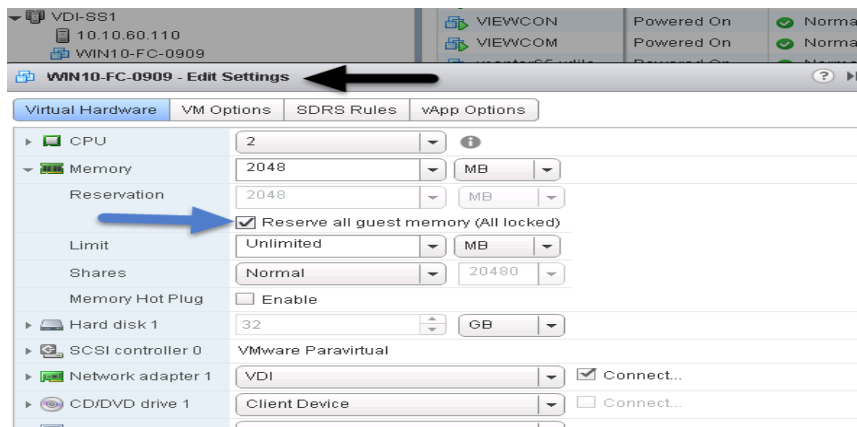 VDI-SS1
10.10.60.110
WIN10-FC-0909
VIEWCON Powered On Norma
VIEWCOM Powered On Norma
WIN10-FC-0909 - Edit Settings
Virtual Hardware VM Options SDRS Rules vApp Options
CPU 2
Memory 2048 MB
Reservation 2048 MB
Reserve all guest memory (All locked)
Limit Unlimited MB
Shares Normal 20480
Memory Hot Plug Enable
Hard disk 1 32 GB
SCSI controller 0 VMware Paravirtual
Network adapter 1 VDI Connect...
CD/DVD drive 1 Client Device Connect...